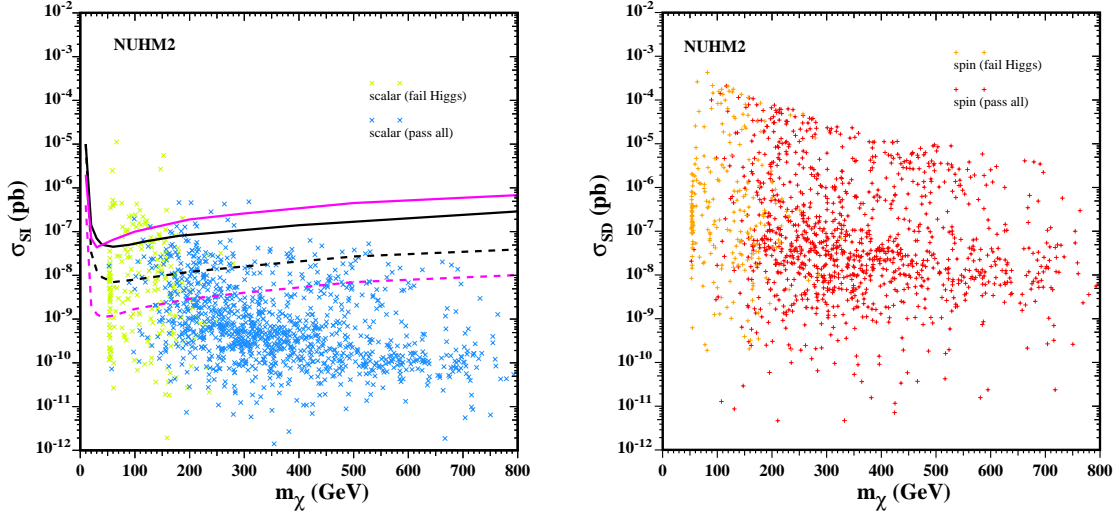 NUHM2
scalar (fail Higgs)
scalar (pass all)
10⁻²
10⁻³
10⁻⁴
10⁻⁵
10⁻⁶
10⁻⁷
10⁻⁸
10⁻⁹
10⁻¹⁰
10⁻¹¹
10⁻¹²
σ_SI (pb)
0 100 200 300 400 500 600 700 800
m_χ (GeV)
NUHM2
spin (fail Higgs)
spin (pass all)
10⁻²
10⁻³
10⁻⁴
10⁻⁵
10⁻⁶
10⁻⁷
10⁻⁸
10⁻⁹
10⁻¹⁰
10⁻¹¹
10⁻¹²
σ_SD (pb)
0 100 200 300 400 500 600 700 800
m_χ (GeV)